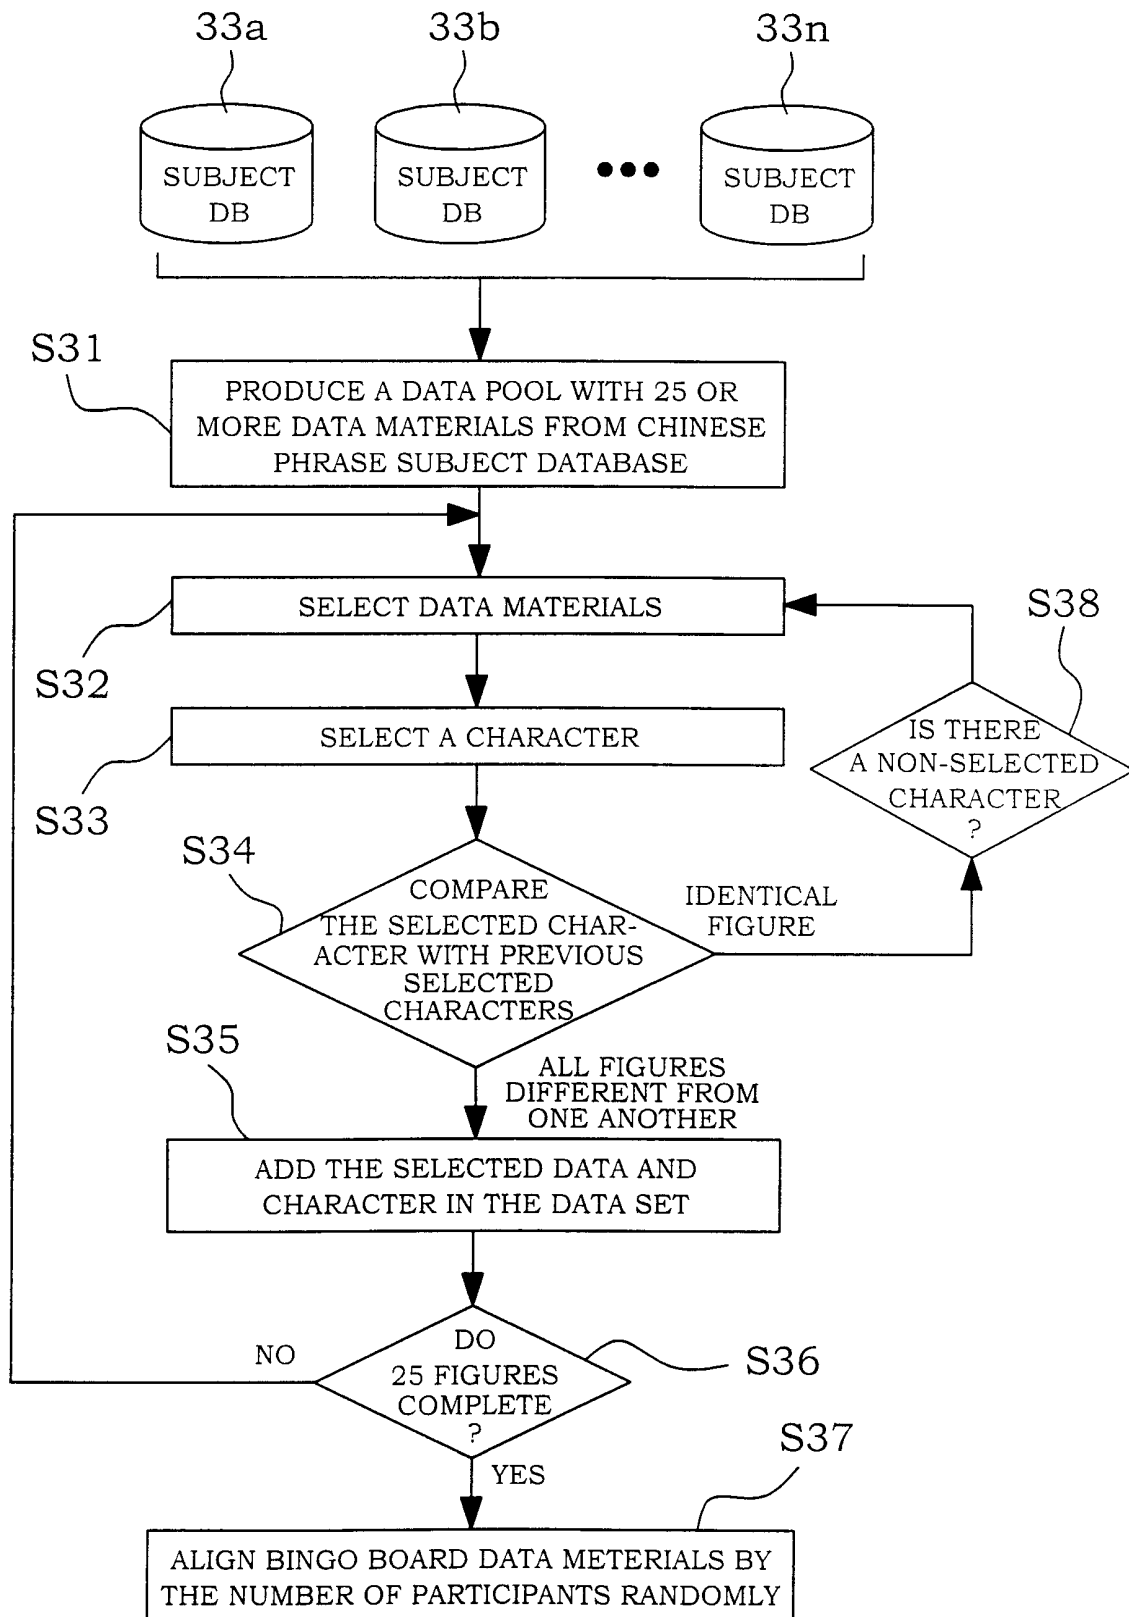 33a
33b
33n
SUBJECT
DB
SUBJECT
DB
SUBJECT
DB
S31
PRODUCE A DATA POOL WITH 25 OR
MORE DATA MATERIALS FROM CHINESE
PHRASE SUBJECT DATABASE
SELECT DATA MATERIALS
S32
S38
IS THERE
A NON-SELECTED
CHARACTER
?
SELECT A CHARACTER
S33
S34
COMPARE
THE SELECTED CHAR-
ACTER WITH PREVIOUS
SELECTED
CHARACTERS
IDENTICAL
FIGURE
S35
ALL FIGURES
DIFFERENT FROM
ONE ANOTHER
ADD THE SELECTED DATA AND
CHARACTER IN THE DATA SET
NO
DO
25 FIGURES
COMPLETE
?
S36
YES
S37
ALIGN BINGO BOARD DATA METERIALS BY
THE NUMBER OF PARTICIPANTS RANDOMLY